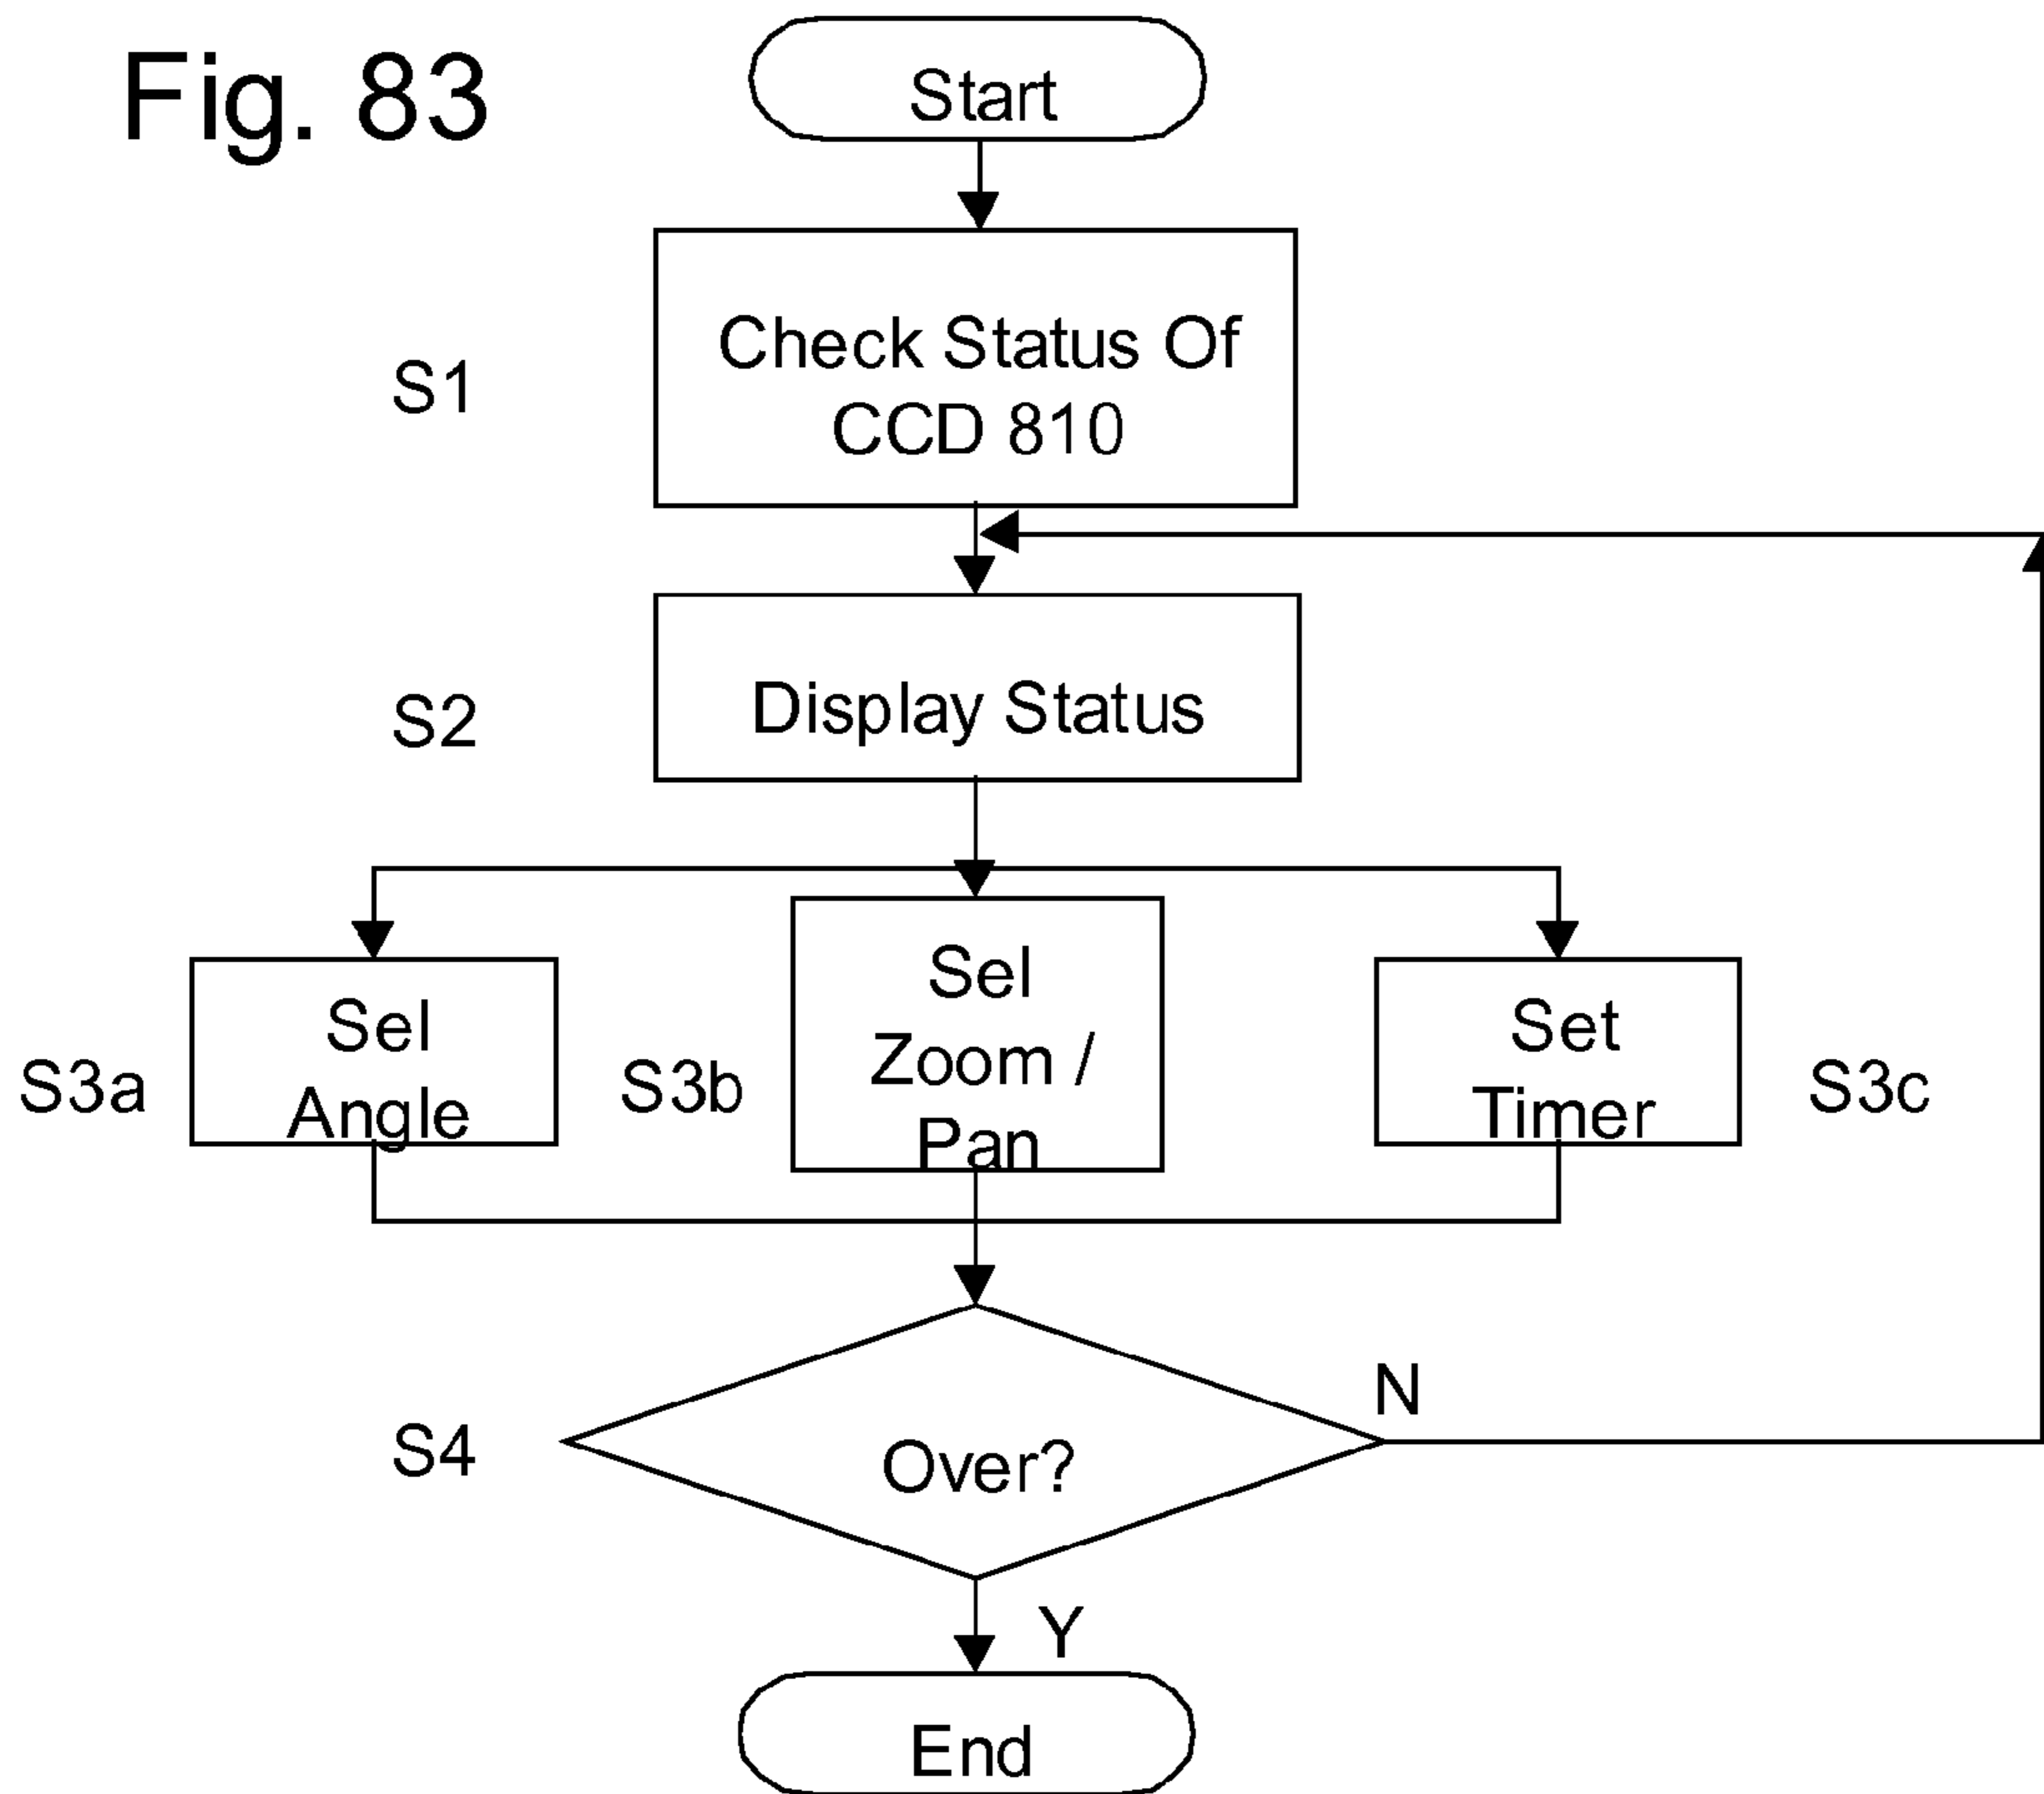 Fig. 83
Start
S1
Check Status Of
CCD 810
S2
Display Status
S3a
Sel
Angle
S3b
Sel
Zoom /
Pan
Set
Timer
S3c
S4
Over?
N
Y
End